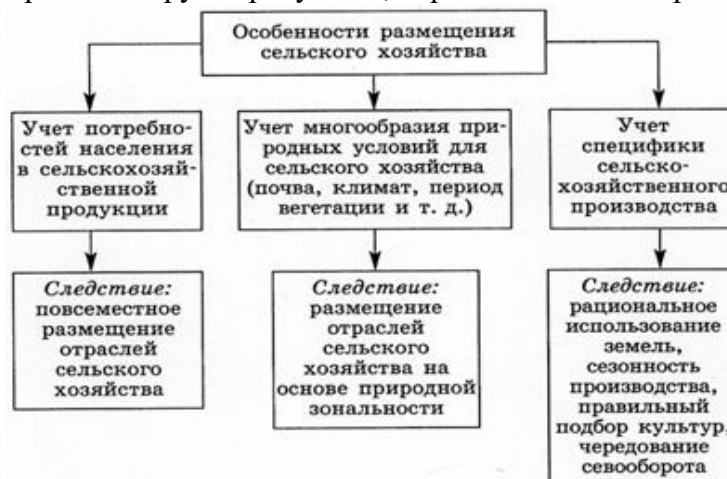 Особенности размещения
сельского хозяйства
Учет потребно-
стей населения
в сельскохозяй-
ственной
продукции
Учет многообразия при-
родных условий для
сельского хозяйства
(почва, климат, период
вегетации и т. д.)
Учет
специфики
сельско-
хозяйственного
производства
Следствие:
повсеместное
размещение
отраслей
сельского
хозяйства
Следствие:
размещение
отраслей
сельского
хозяйства на
основе природной
зональности
Следствие:
рациональное
использование
земель,
сезонность
производства,
правильный
подбор культур,
чередование
севооборота